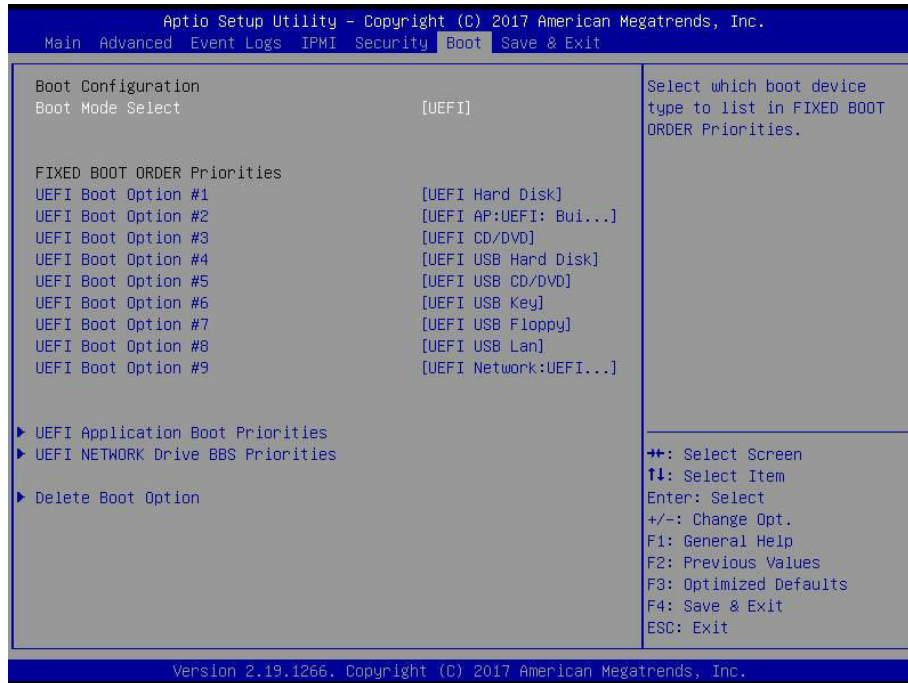 Aptio Setup Utility – Copyright (C) 2017 American Megatrends, Inc.
Main Advanced Event Logs IPMI Security Boot Save & Exit
Boot Configuration
Boot Mode Select [UEFI]
FIXED BOOT ORDER Priorities
UEFI Boot Option #1 [UEFI Hard Disk]
UEFI Boot Option #2 [UEFI AP:UEFI: Bui...]
UEFI Boot Option #3 [UEFI CD/DVD]
UEFI Boot Option #4 [UEFI USB Hard Disk]
UEFI Boot Option #5 [UEFI USB CD/DVD]
UEFI Boot Option #6 [UEFI USB Key]
UEFI Boot Option #7 [UEFI USB Floppy]
UEFI Boot Option #8 [UEFI USB Lan]
UEFI Boot Option #9 [UEFI Network:UEFI...]
UEFI Application Boot Priorities
UEFI NETWORK Drive BBS Priorities
Delete Boot Option
Select which boot device
type to list in FIXED BOOT
ORDER Priorities.
→←: Select Screen
↑↓: Select Item
Enter: Select
+/-: Change Opt.
F1: General Help
F2: Previous Values
F3: Optimized Defaults
F4: Save & Exit
ESC: Exit
Version 2.19.1266. Copyright (C) 2017 American Megatrends, Inc.